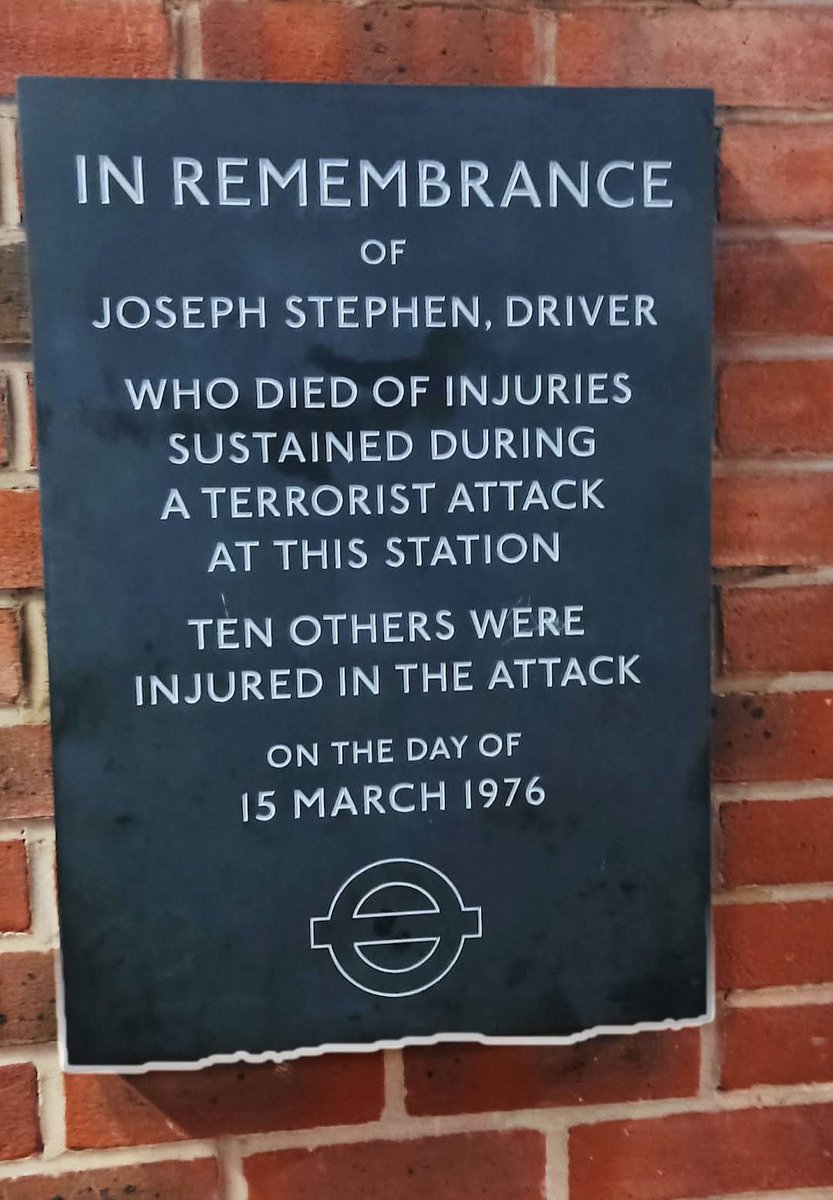 IN REMEMBRANCE
OF
JOSEPH STEPHEN, DRIVER
WHO DIED OF INJURIES
SUSTAINED DURING
A TERRORIST ATTACK
AT THIS STATION
TEN OTHERS WERE
INJURED IN THE ATTACK
ON THE DAY OF
15 MARCH 1976